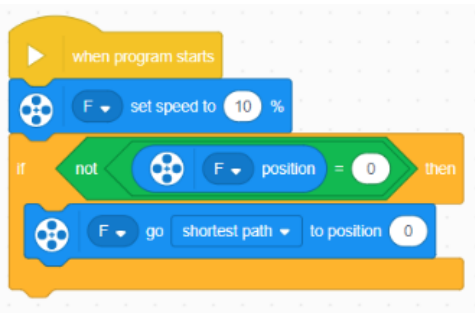 when program starts
F set speed to 10 %
if not F position = 0 then
F go shortest path to position 0